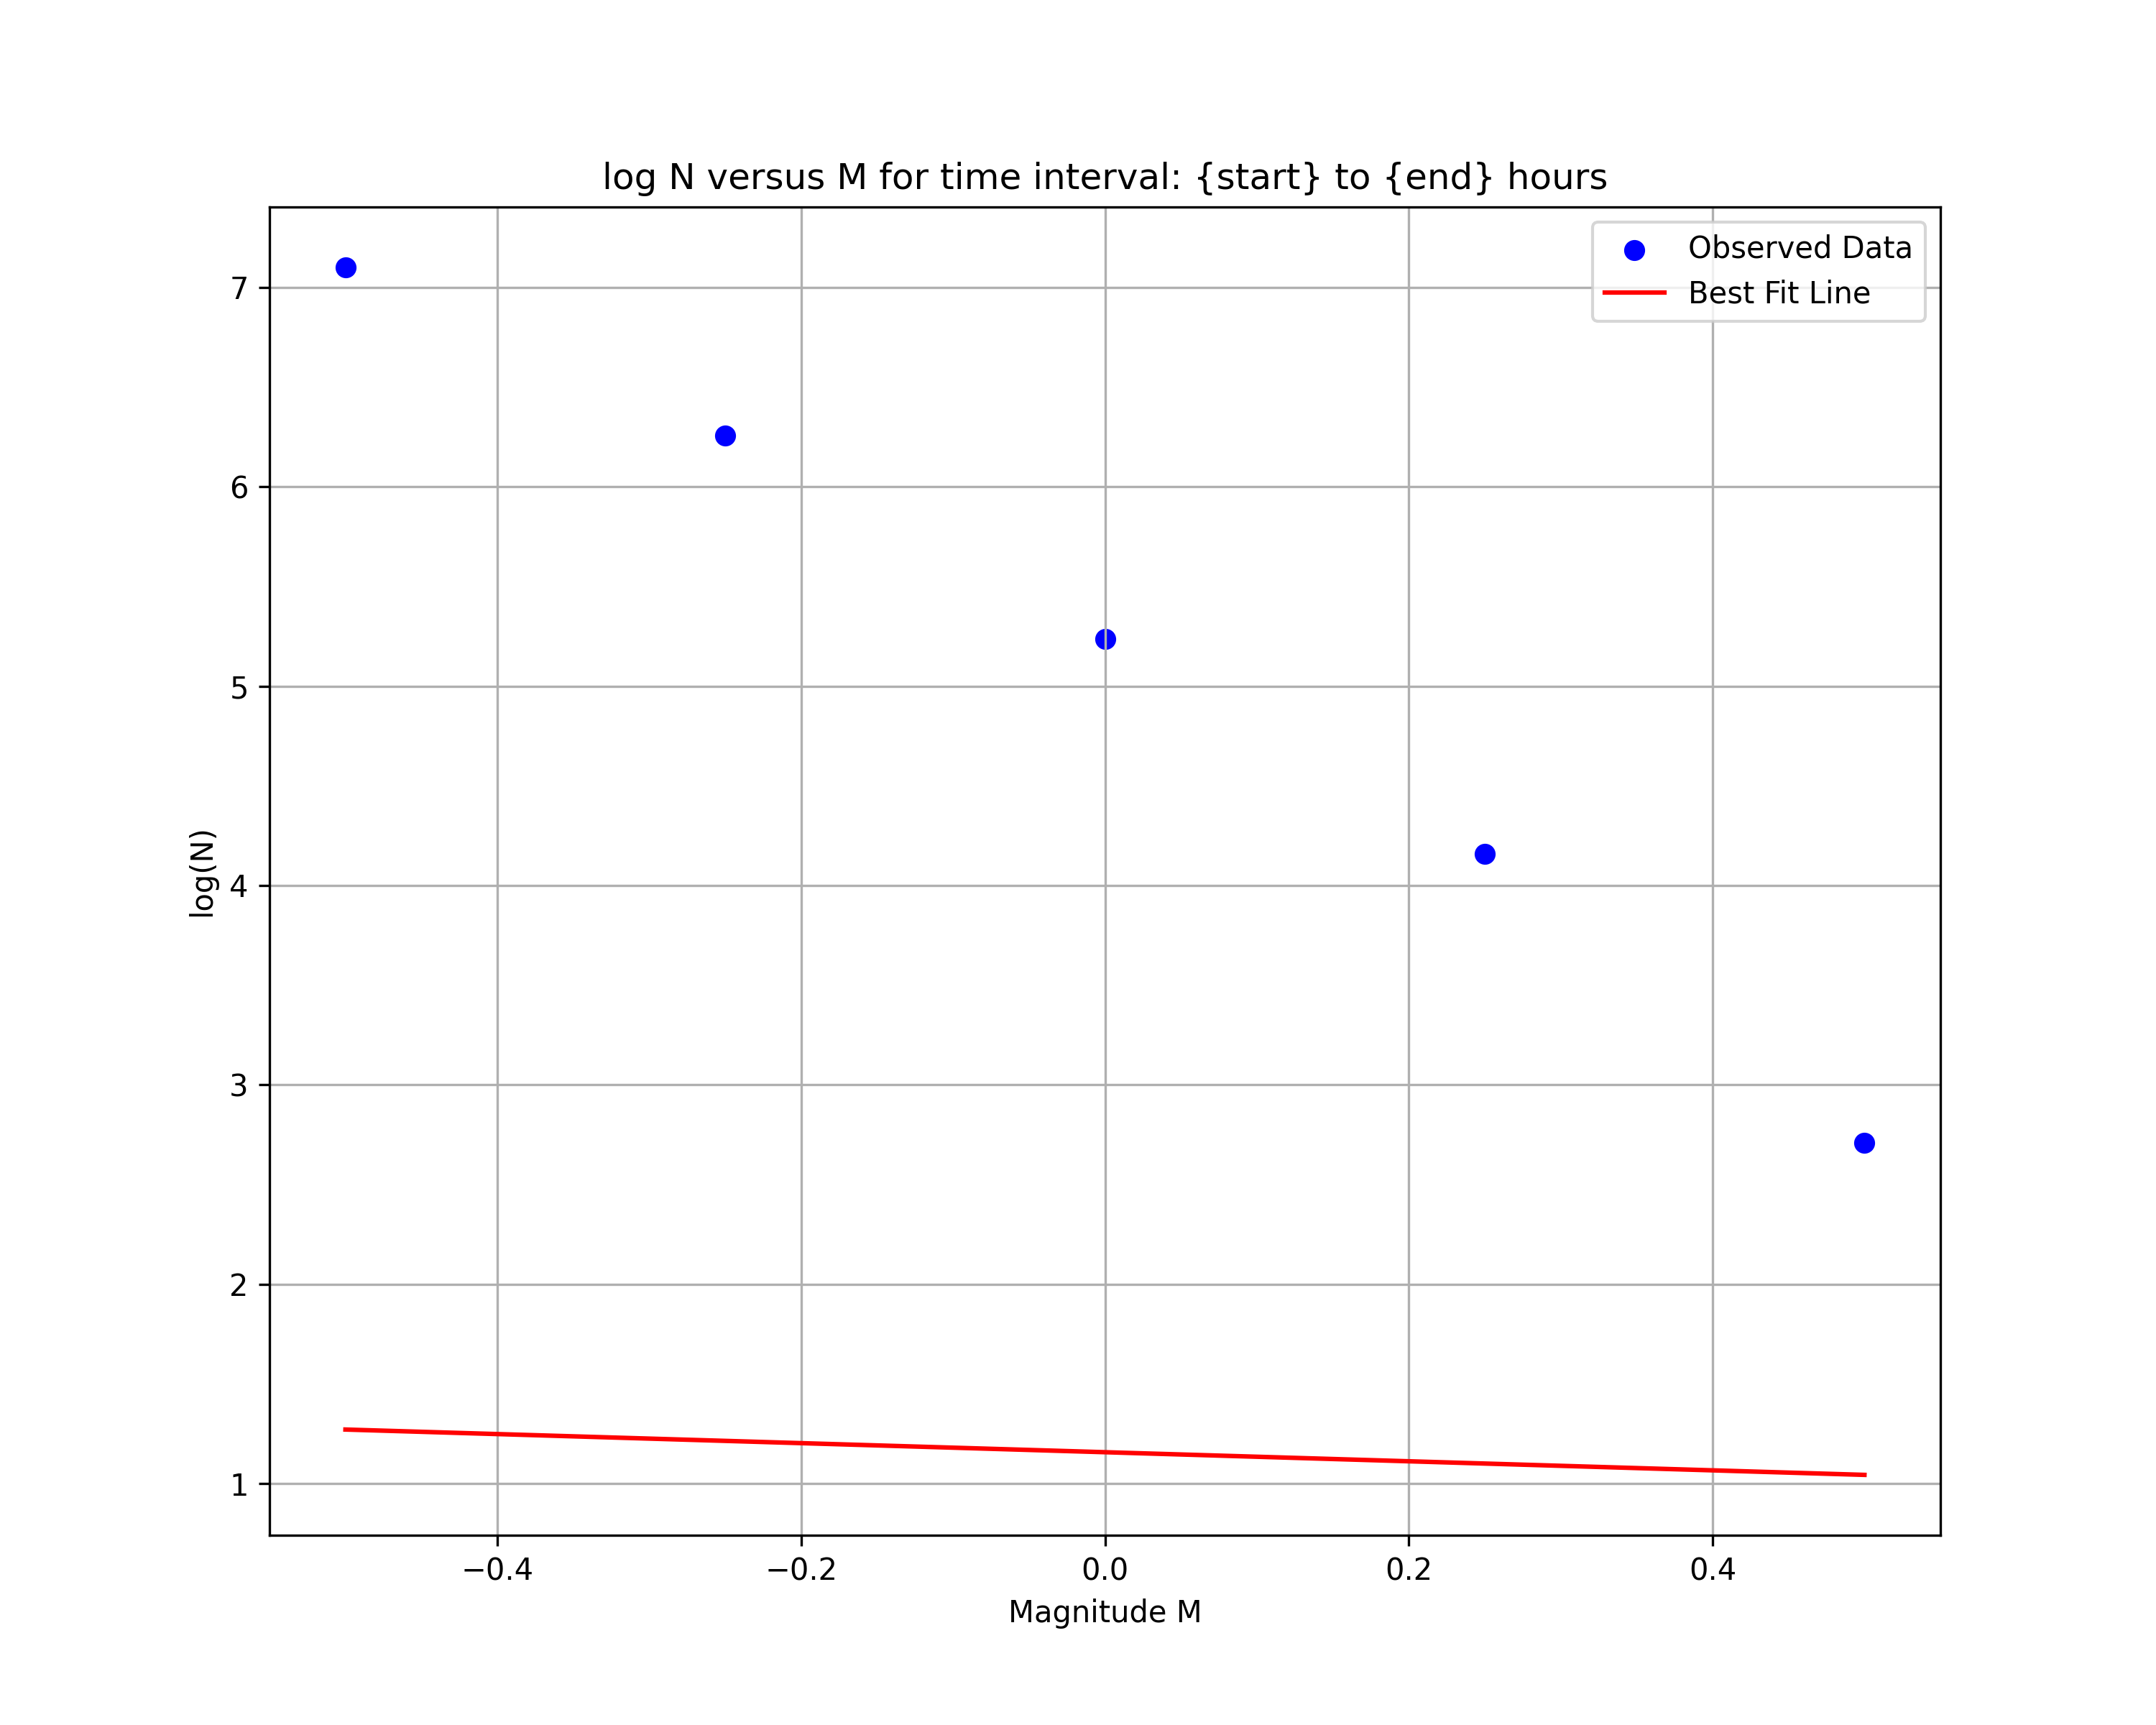 log N versus M for time interval: {start} to {end} hours
Observed Data
Best Fit Line
7
6
5
4
3
2
1
log(N)
−0.4 −0.2 0.0 0.2 0.4
Magnitude M